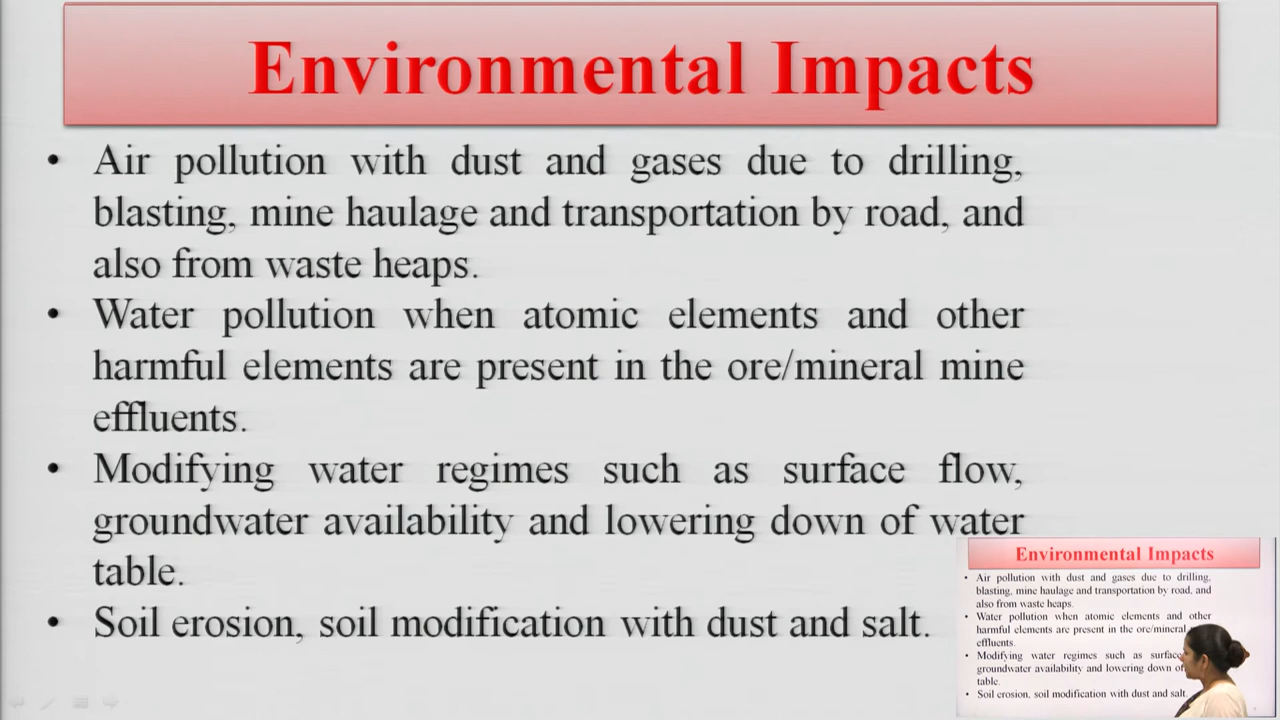 Environmental Impacts
• Air pollution with dust and gases due to drilling,
blasting, mine haulage and transportation by road, and
also from waste heaps.
• Water pollution when atomic elements and other
harmful elements are present in the ore/mineral mine
effluents.
• Modifying water regimes such as surface flow,
groundwater availability and lowering down of water
table.
• Soil erosion, soil modification with dust and salt.
Environmental Impacts
• Air pollution with dust and gases due to drilling,
blasting, mine haulage and transportation by road, and
also from waste heaps.
• Water pollution when atomic elements and other
harmful elements are present in the ore/mineral
effluents.
• Modifying water regimes such as surface
groundwater availability and lowering down of
table.
• Soil erosion, soil modification with dust and salt.